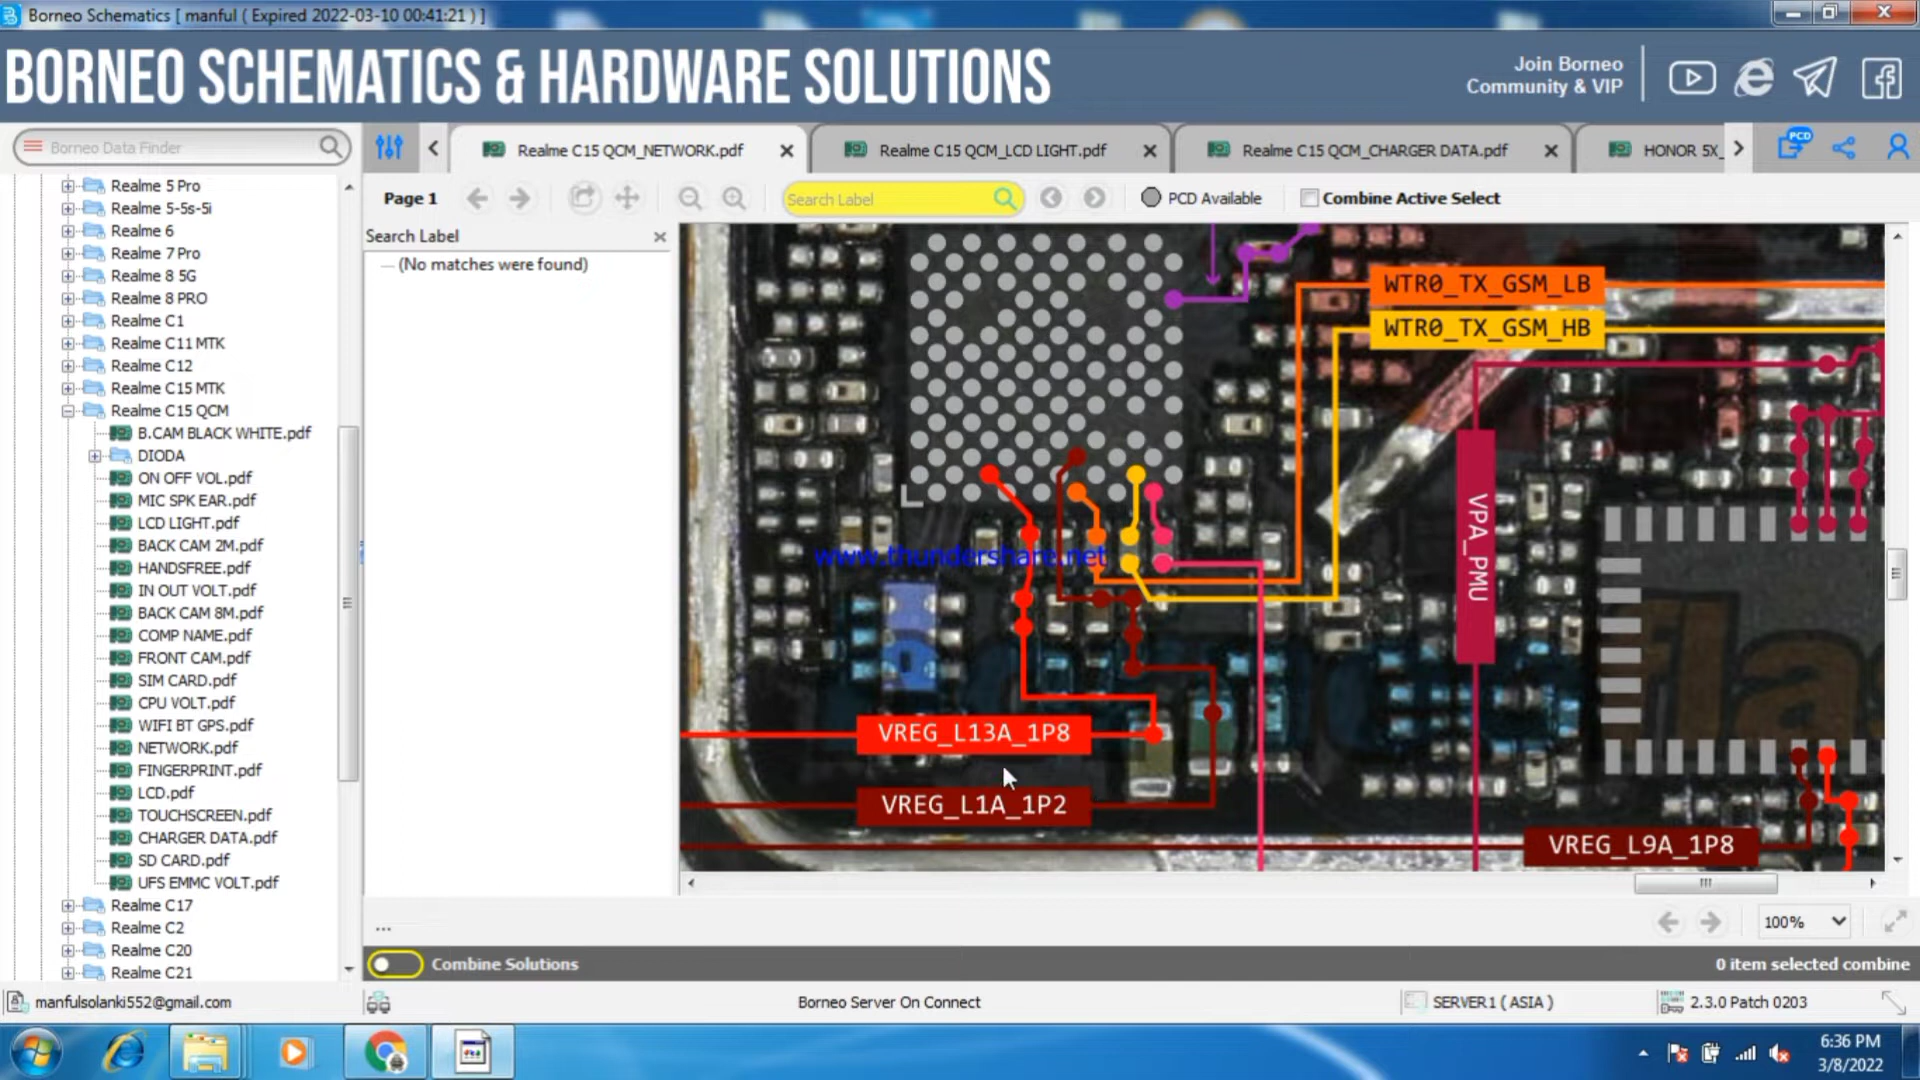 Borneo Schematics [ manful ( Expired 2022-03-10 00:41:21 ) ]
BORNEO SCHEMATICS & HARDWARE SOLUTIONS
Join Borneo
Community & VIP
Borneo Data Finder
Realme C15 QCM_NETWORK.pdf
Realme C15 QCM_LCD LIGHT.pdf
Realme C15 QCM_CHARGER DATA.pdf
HONOR 5X_
PCD
Page 1
Search Label
PCD Available
Combine Active Select
Search Label
(No matches were found)
Realme 5 Pro
Realme 5-5s-5i
Realme 6
Realme 7 Pro
Realme 8 5G
Realme 8 PRO
Realme C1
Realme C11 MTK
Realme C12
Realme C15 MTK
Realme C15 QCM
B.CAM BLACK WHITE.pdf
DIODA
ON OFF VOL.pdf
MIC SPK EAR.pdf
LCD LIGHT.pdf
BACK CAM 2M.pdf
HANDSFREE.pdf
IN OUT VOLT.pdf
BACK CAM 8M.pdf
COMP NAME.pdf
FRONT CAM.pdf
SIM CARD.pdf
CPU VOLT.pdf
WIFI BT GPS.pdf
NETWORK.pdf
FINGERPRINT.pdf
LCD.pdf
TOUCHSCREEN.pdf
CHARGER DATA.pdf
SD CARD.pdf
UFS EMMC VOLT.pdf
Realme C17
Realme C2
Realme C20
Realme C21
WTR0_TX_GSM_LB
WTR0_TX_GSM_HB
VPA_PMU
www.thundershare.net
VREG_L13A_1P8
VREG_L1A_1P2
VREG_L9A_1P8
...
100%
Combine Solutions
0 item selected combine
manfulsolanki552@gmail.com
Borneo Server On Connect
SERVER1 ( ASIA )
2.3.0 Patch 0203
6:36 PM
3/8/2022